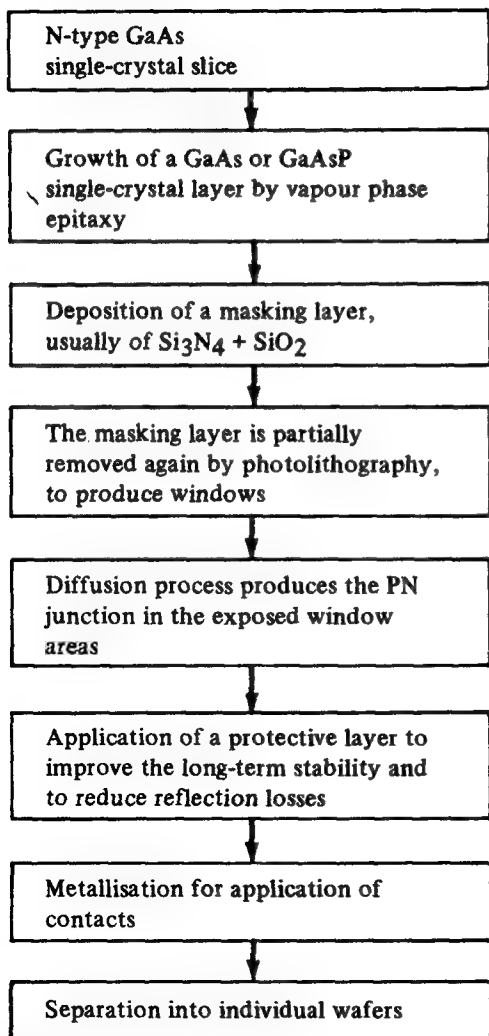 N-type GaAs
single-crystal slice
Growth of a GaAs or GaAsP
single-crystal layer by vapour phase
epitaxy
Deposition of a masking layer,
usually of Si3N4 + SiO2
The masking layer is partially
removed again by photolithography,
to produce windows
Diffusion process produces the PN
junction in the exposed window
areas
Application of a protective layer to
improve the long-term stability and
to reduce reflection losses
Metallisation for application of
contacts
Separation into individual wafers